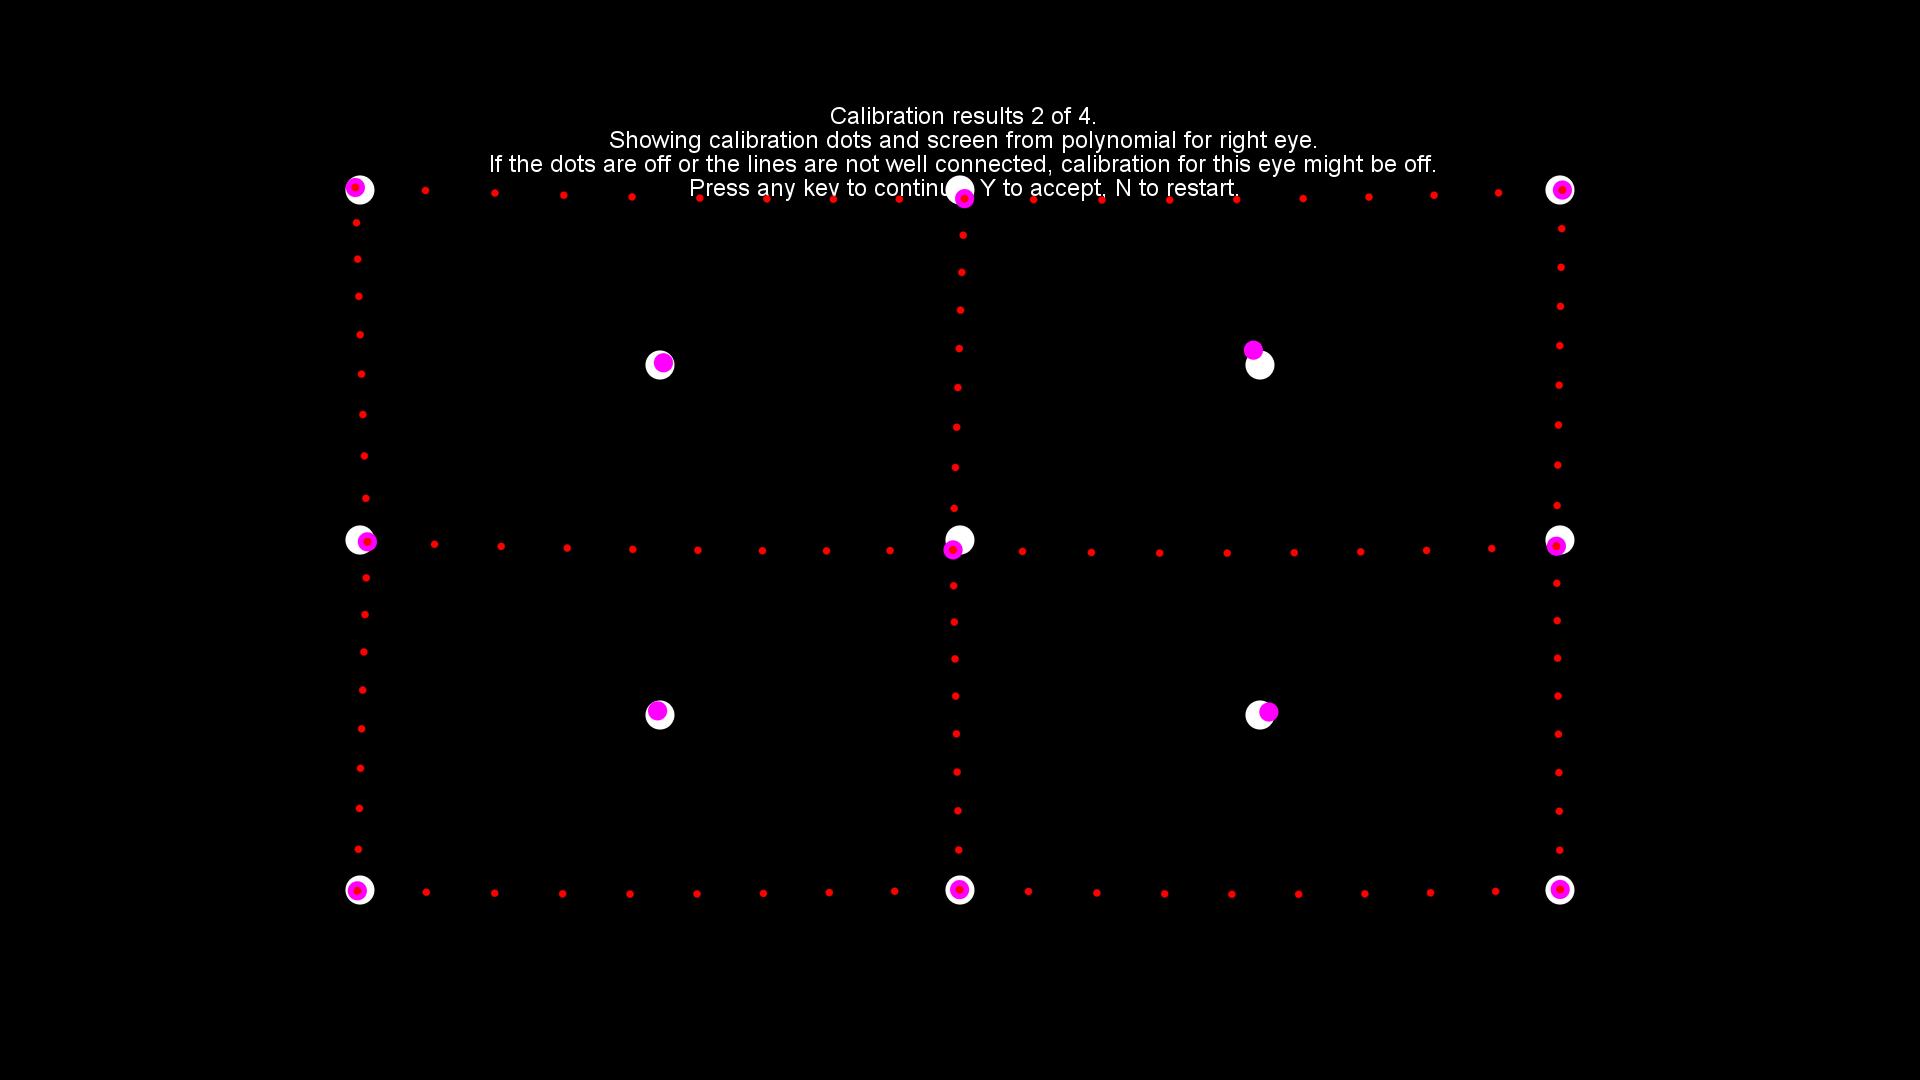 Calibration results 2 of 4.
Showing calibration dots and screen from polynomial for right eye.
If the dots are off or the lines are not well connected, calibration for this eye might be off.
Press any key to continu Y to accept, N to restart.